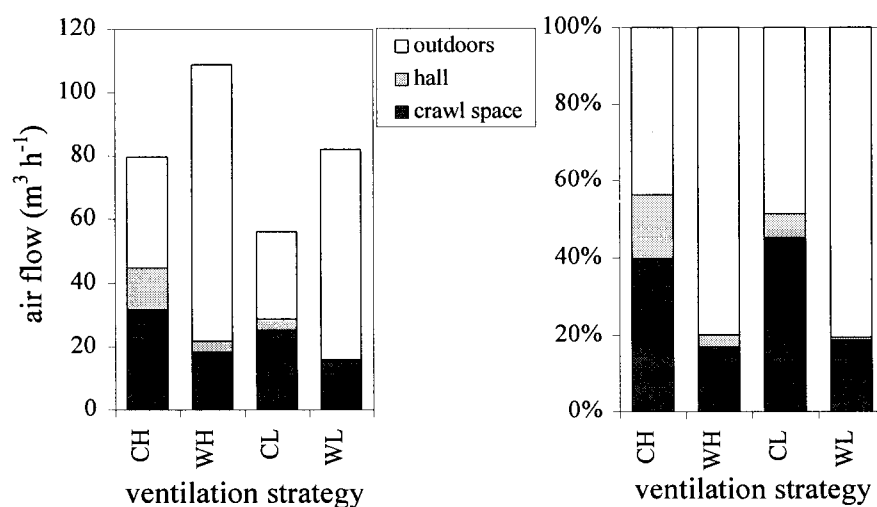 120
100
80
60
40
20
0
air flow (m³ h⁻¹)
CH
WH
CL
WL
ventilation strategy
outdoors
hall
crawl space
100%
80%
60%
40%
20%
0%
CH
WH
CL
WL
ventilation strategy